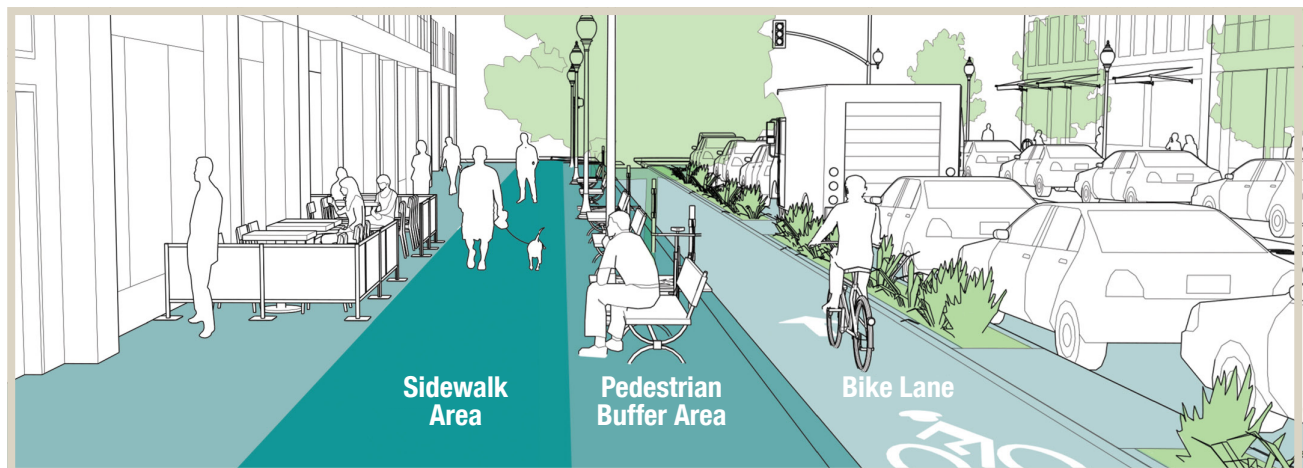 Sidewalk
Area
Pedestrian
Buffer Area
Bike Lane